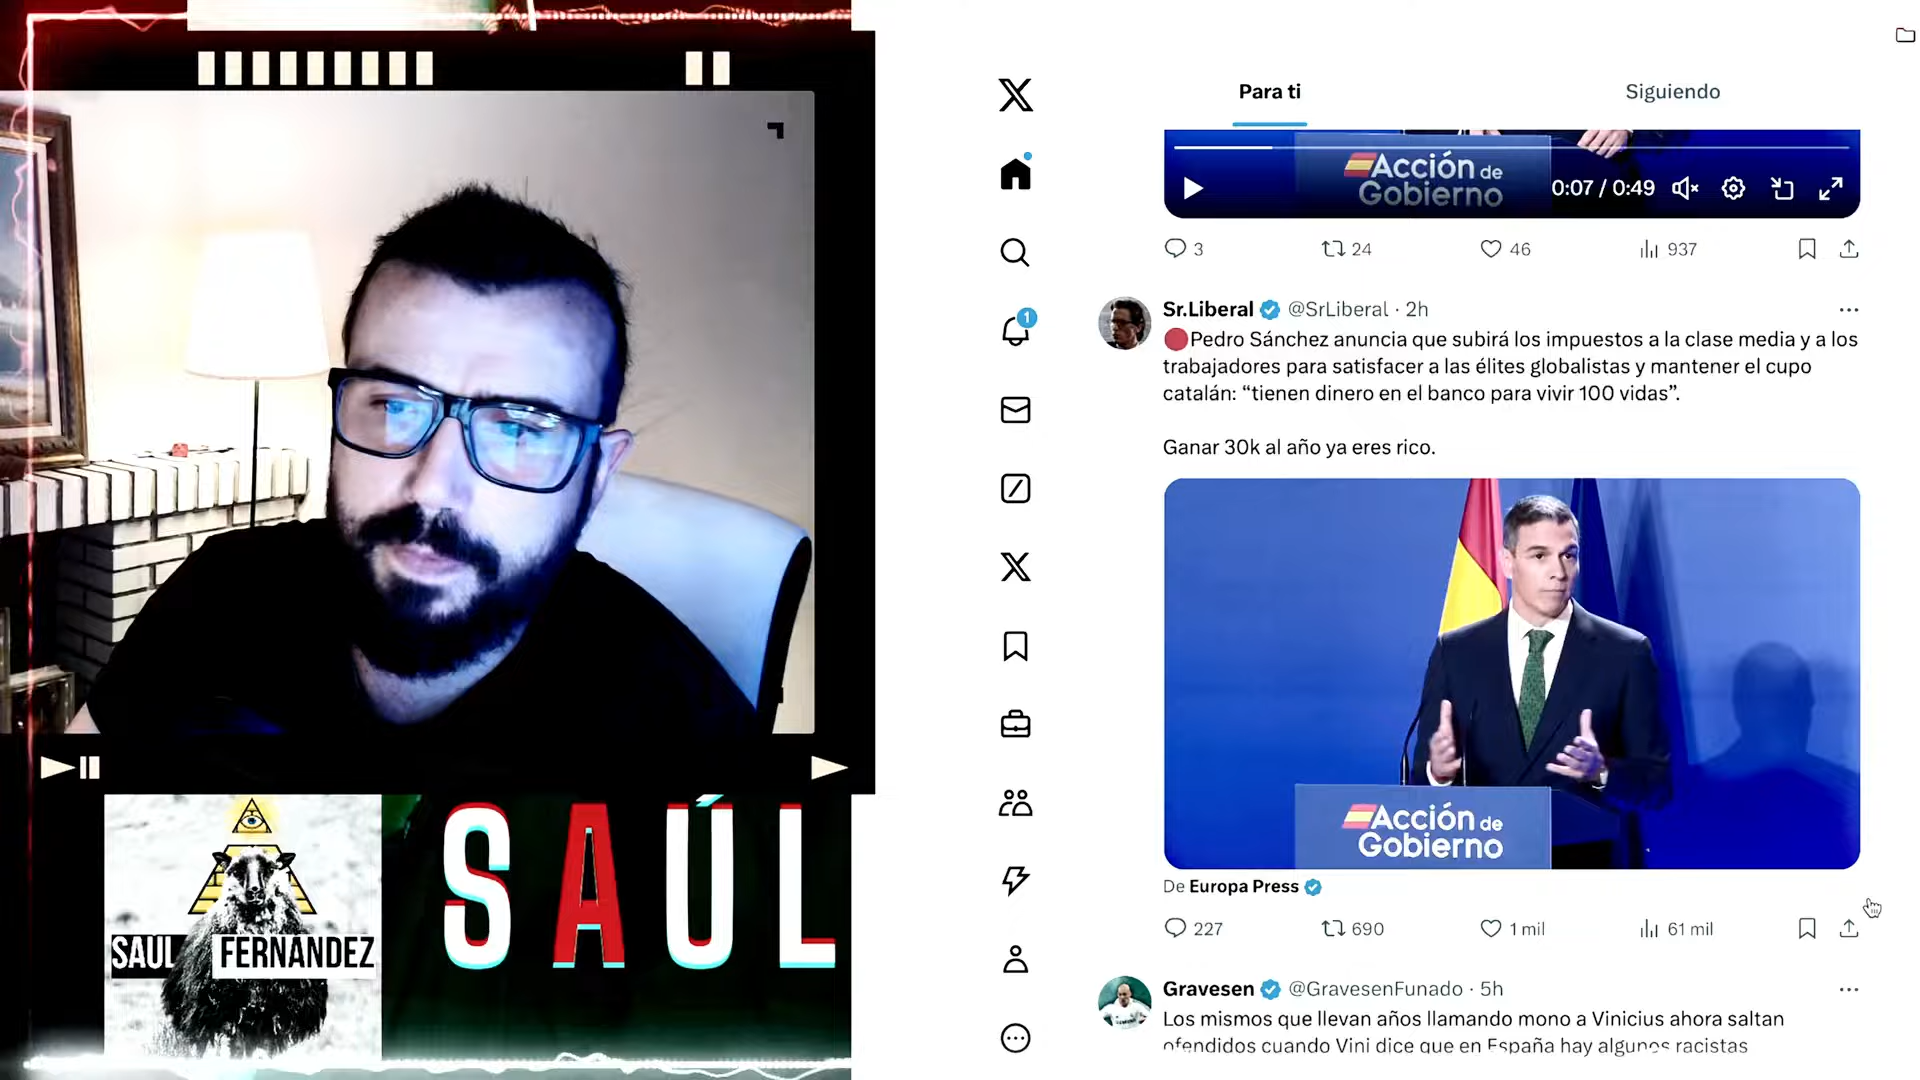 Para ti
Siguiendo
Acción de
Gobierno
0:07 / 0:49
3
24
46
937
Sr.Liberal @SrLiberal · 2h
🔴Pedro Sánchez anuncia que subirá los impuestos a la clase media y a los
trabajadores para satisfacer a las élites globalistas y mantener el cupo
catalán: “tienen dinero en el banco para vivir 100 vidas”.
Ganar 30k al año ya eres rico.
Acción de
Gobierno
De Europa Press
227
690
1 mil
61 mil
Gravesen @GravesenFunado · 5h
Los mismos que llevan años llamando mono a Vinicius ahora saltan
ofendidos cuando Vini dice que en España hay algunos racistas
1
SAUL FERNANDEZ
SAÚL